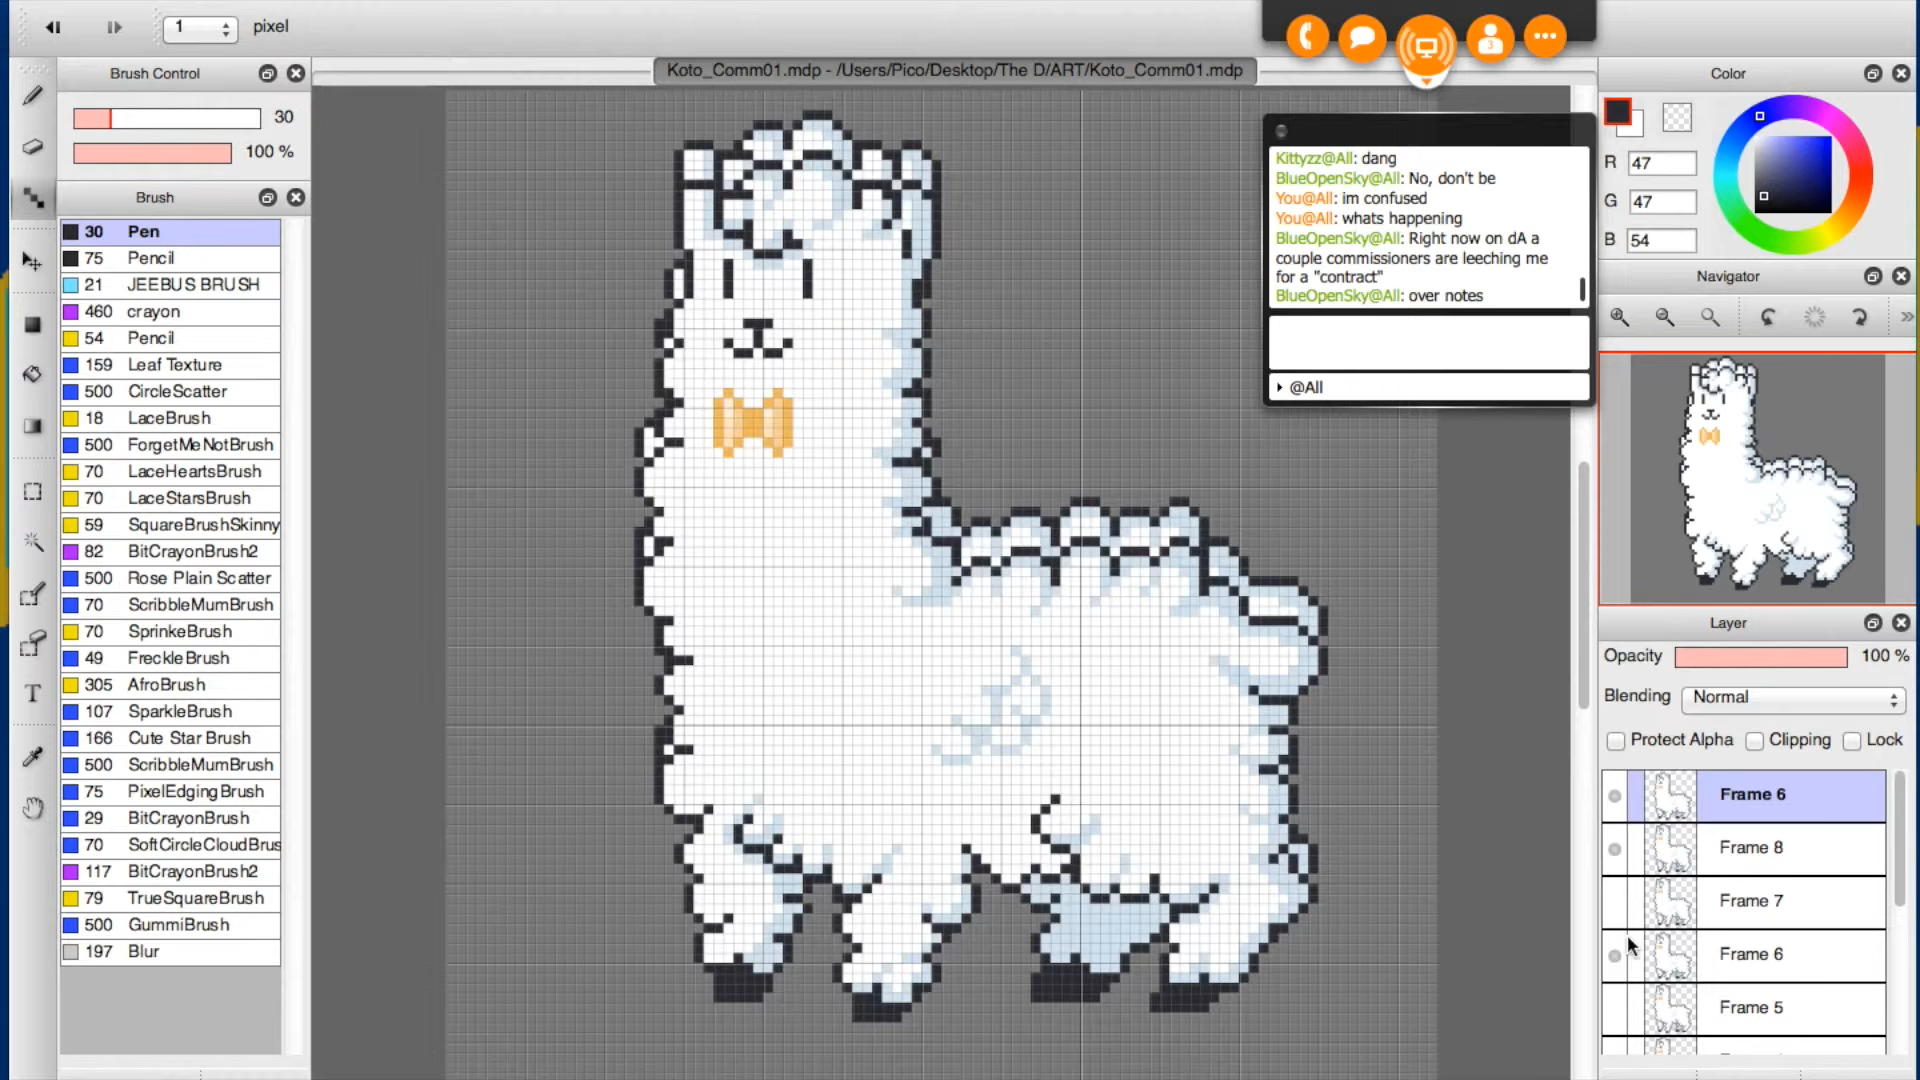 1 pixel
Koto_Comm01.mdp - /Users/Pico/Desktop/The D/ART/Koto_Comm01.mdp
3
Brush Control
30
100 %
Brush
30 Pen
75 Pencil
21 JEEBUS BRUSH
460 crayon
54 Pencil
159 Leaf Texture
500 CircleScatter
18 LaceBrush
500 ForgetMeNotBrush
70 LaceHeartsBrush
70 LaceStarsBrush
59 SquareBrushSkinny
82 BitCrayonBrush2
500 Rose Plain Scatter
70 ScribbleMumBrush
70 SprinkeBrush
49 FreckleBrush
305 AfroBrush
107 SparkleBrush
166 Cute Star Brush
500 ScribbleMumBrush
75 PixelEdgingBrush
29 BitCrayonBrush
70 SoftCircleCloudBrus
117 BitCrayonBrush2
79 TrueSquareBrush
500 GummiBrush
197 Blur
T
Kittyzz@All: dang
BlueOpenSky@All: No, don't be
You@All: im confused
You@All: whats happening
BlueOpenSky@All: Right now on dA a
couple commissioners are leeching me
for a "contract"
BlueOpenSky@All: over notes
@All
Color
R 47
G 47
B 54
Navigator
Layer
Opacity 100 %
Blending Normal
Protect Alpha Clipping Lock
Frame 6
Frame 8
Frame 7
Frame 6
Frame 5